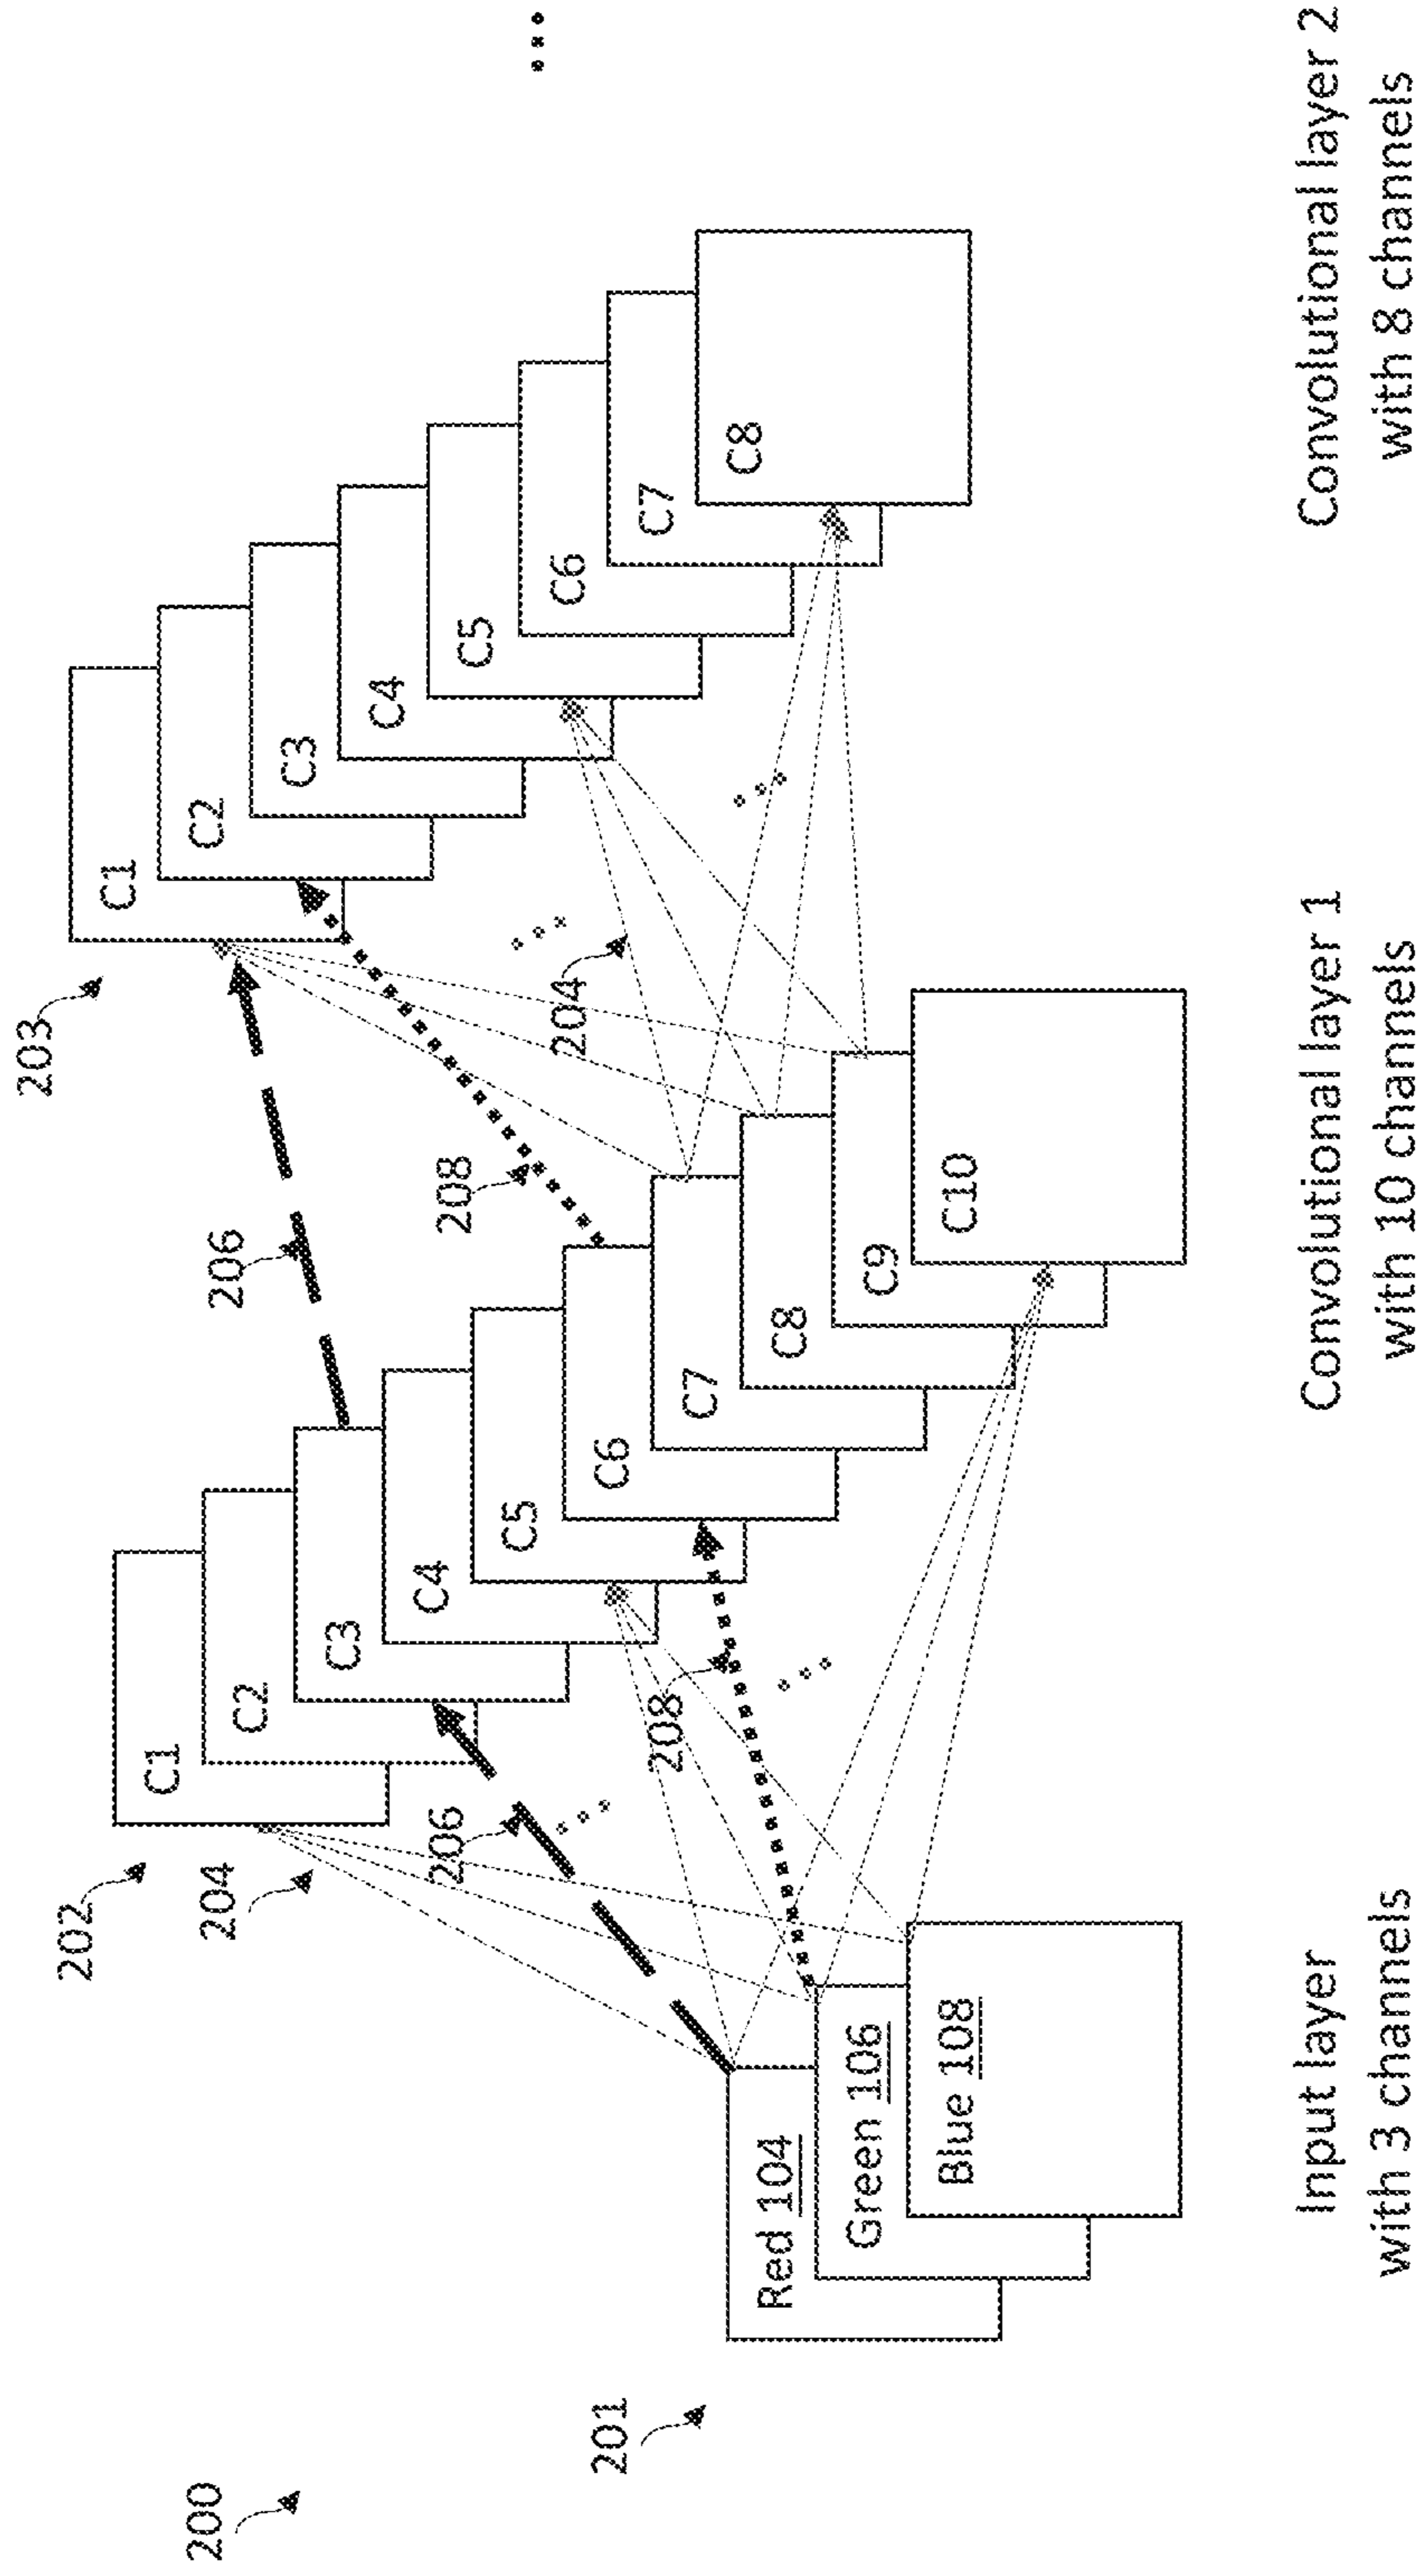 200
201
202
203
204
206
206
208
208
204
Red 104
Green 106
Blue 108
C1
C2
C3
C4
C5
C6
C7
C8
C9
C10
C1
C2
C3
C4
C5
C6
C7
C8
Input layer
with 3 channels
Convolutional layer 1
with 10 channels
Convolutional layer 2
with 8 channels